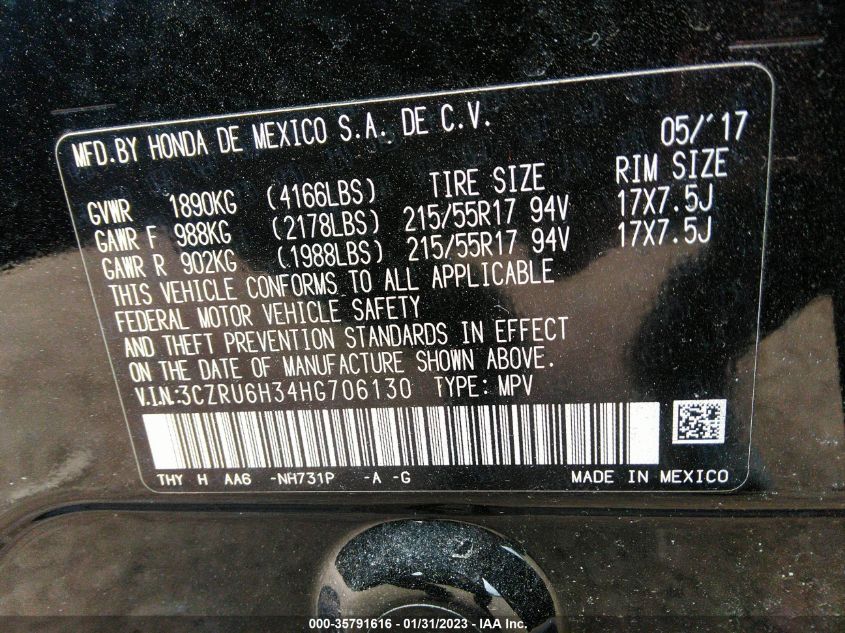 MFD.BY HONDA DE MEXICO S.A. DE C.V. 05/'17
TIRE SIZE RIM SIZE
GVWR 1890KG (4166LBS)
GAWR F 988KG (2178LBS) 215/55R17 94V 17X7.5J
GAWR R 902KG (1988LBS) 215/55R17 94V 17X7.5J
THIS VEHICLE CONFORMS TO ALL APPLICABLE
FEDERAL MOTOR VEHICLE SAFETY
AND THEFT PREVENTION STANDARDS IN EFFECT
ON THE DATE OF MANUFACTURE SHOWN ABOVE.
V.I.N:3CZRU6H34HG706130 TYPE: MPV
THY H AA6 -NH731P -A -G MADE IN MEXICO
000-35791616 - 01/31/2023 - IAA Inc.